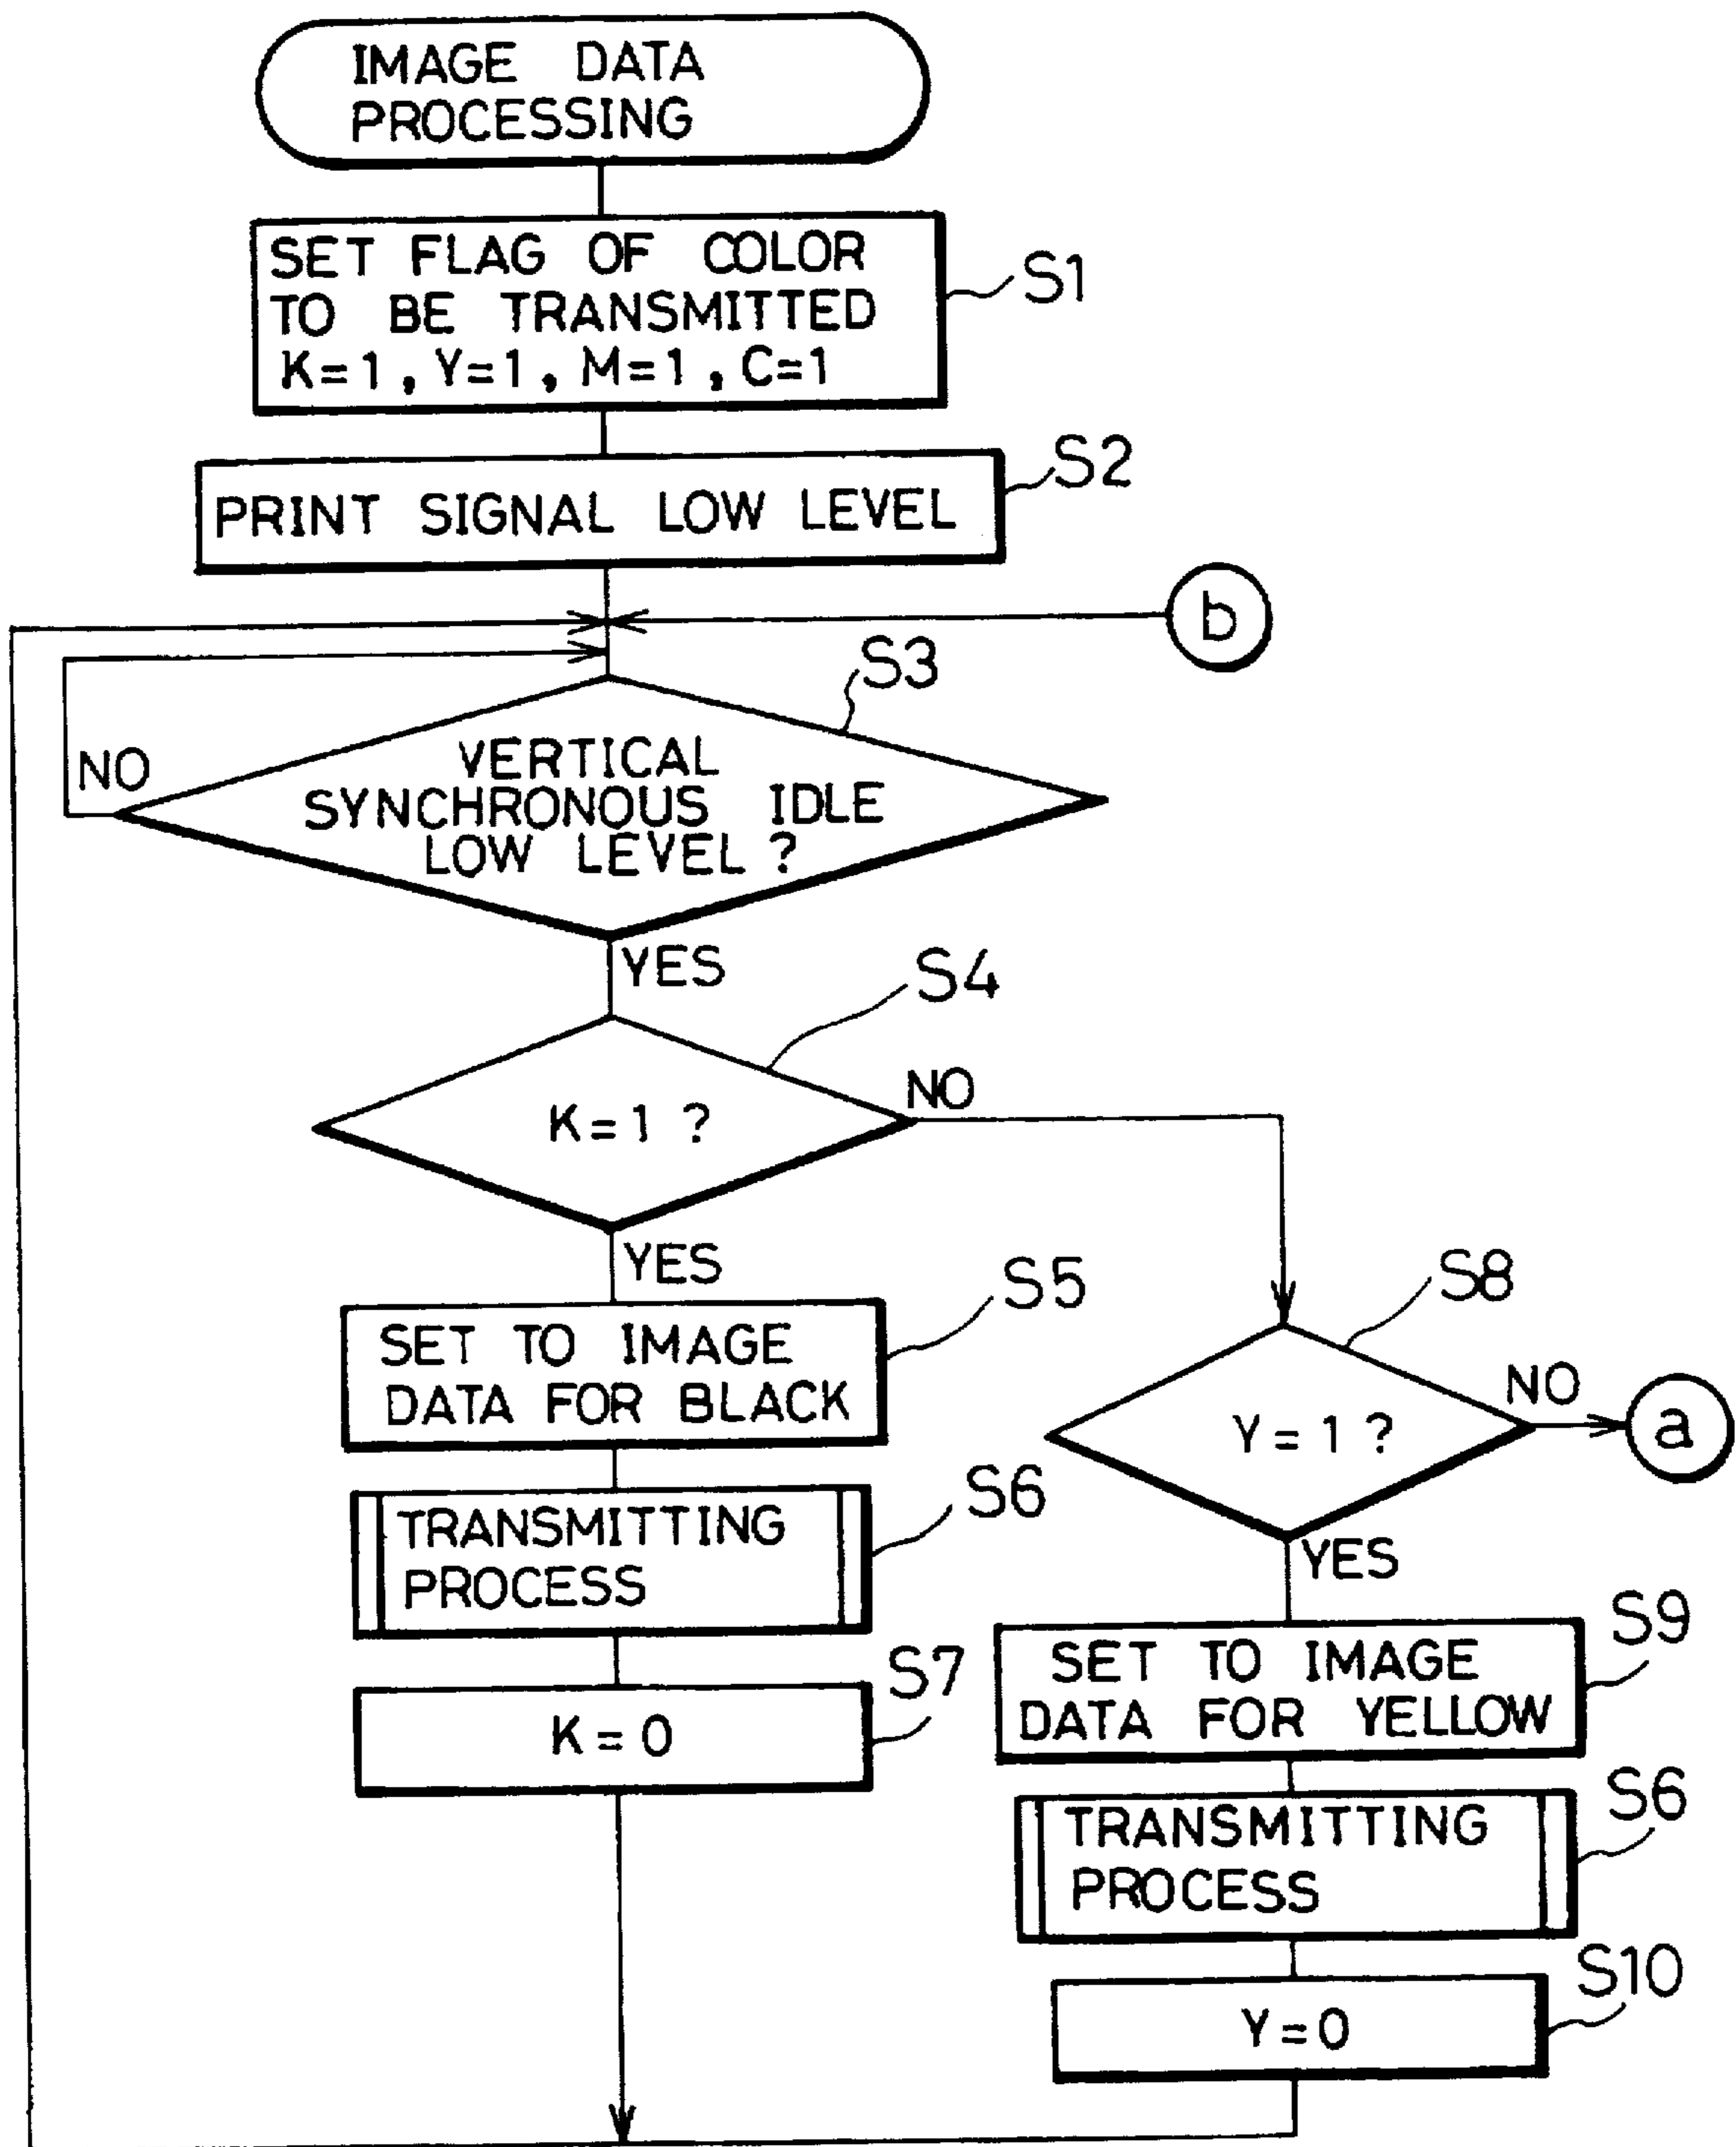 IMAGE DATA
PROCESSING
SET FLAG OF COLOR
TO BE TRANSMITTED
K=1, Y=1, M=1, C=1
S1
PRINT SIGNAL LOW LEVEL
S2
b
S3
NO
VERTICAL
SYNCHRONOUS IDLE
LOW LEVEL ?
YES
S4
K=1 ?
NO
YES
S5
SET TO IMAGE
DATA FOR BLACK
S8
Y=1 ?
NO
a
S6
TRANSMITTING
PROCESS
YES
S7
K=0
S9
SET TO IMAGE
DATA FOR YELLOW
S6
TRANSMITTING
PROCESS
S10
Y=0